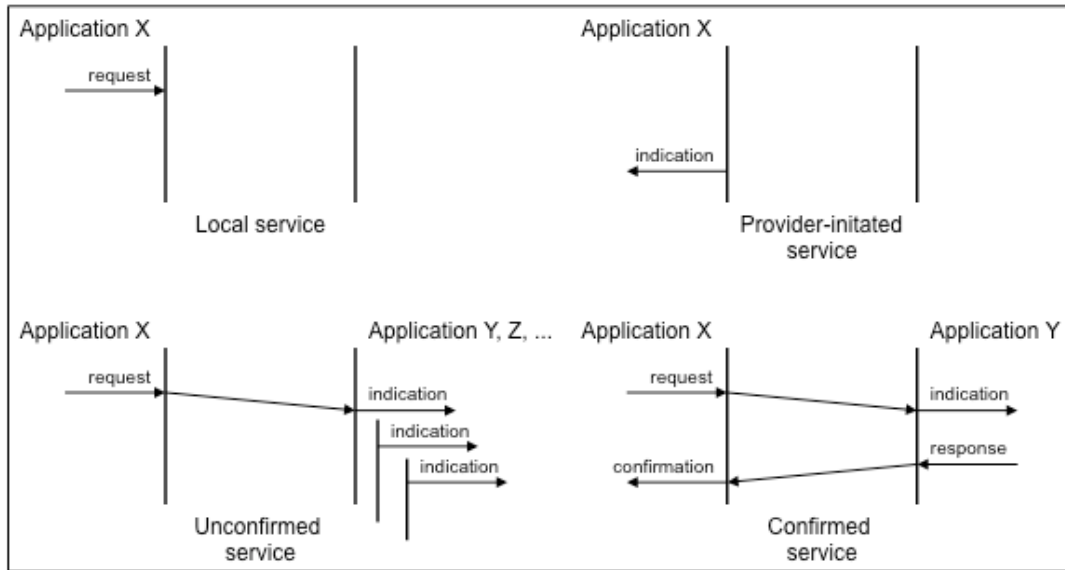 Application X
request
Local service
Application X
indication
Provider-initated
service
Application X
Application Y, Z, ...
request
indication
indication
indication
Unconfirmed
service
Application X
Application Y
request
indication
response
confirmation
Confirmed
service